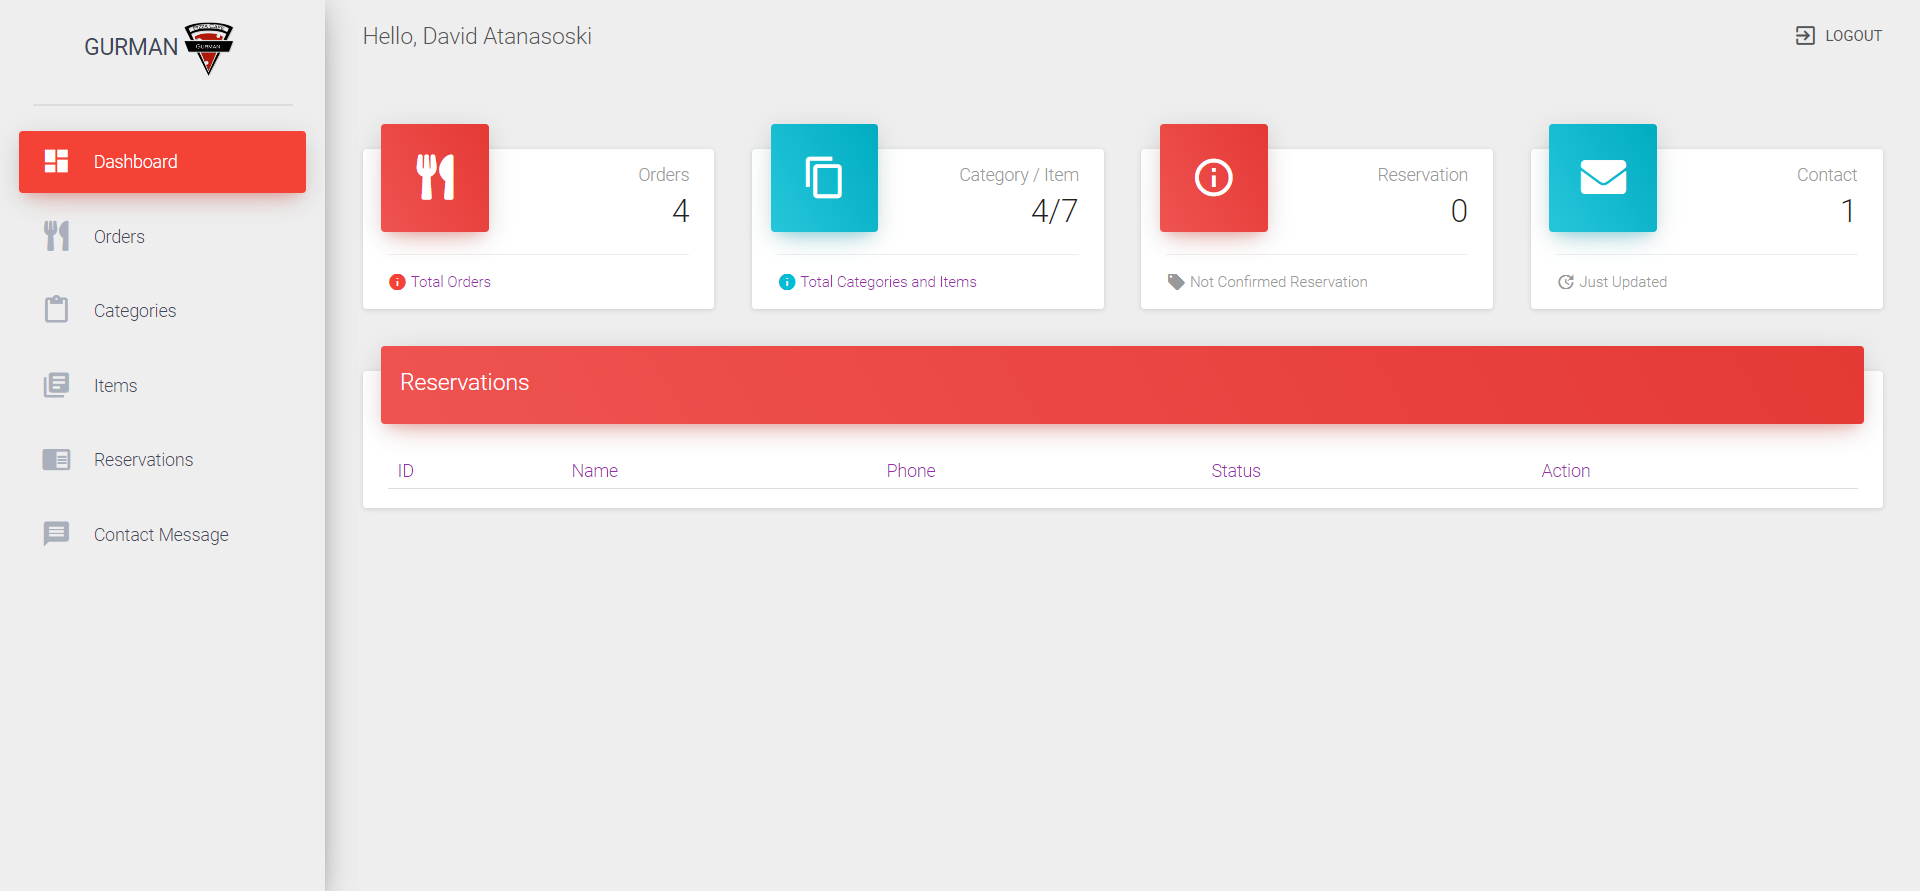 GURMAN
GURMAN
Dashboard
Orders
Categories
Items
Reservations
Contact Message
Hello, David Atanasoski
LOGOUT
Orders
4
Total Orders
Category / Item
4/7
Total Categories and Items
Reservation
0
Not Confirmed Reservation
Contact
1
Just Updated
Reservations
ID Name Phone Status Action